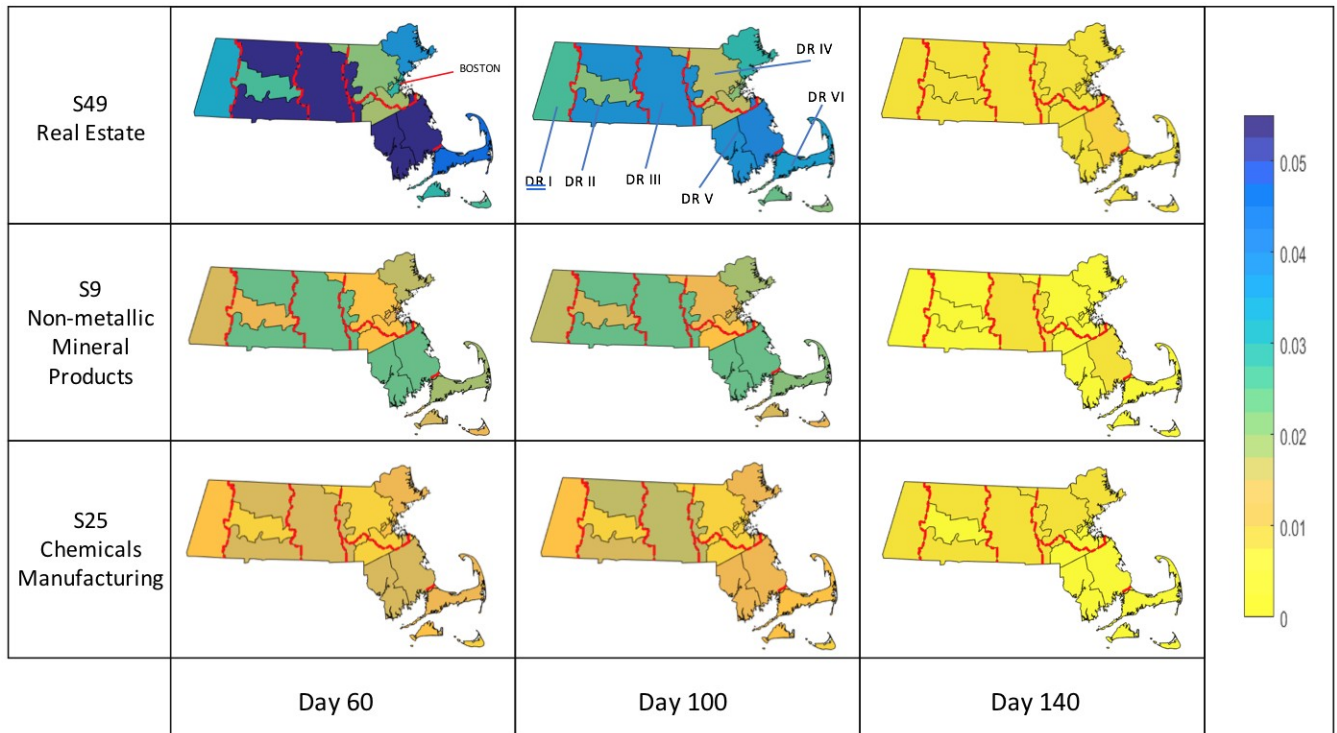 S49
Real Estate
BOSTON
DR IV
DR VI
DR I
DR II
DR III
DR V
S9
Non-metallic
Mineral
Products
S25
Chemicals
Manufacturing
Day 60
Day 100
Day 140
0.05
0.04
0.03
0.02
0.01
0